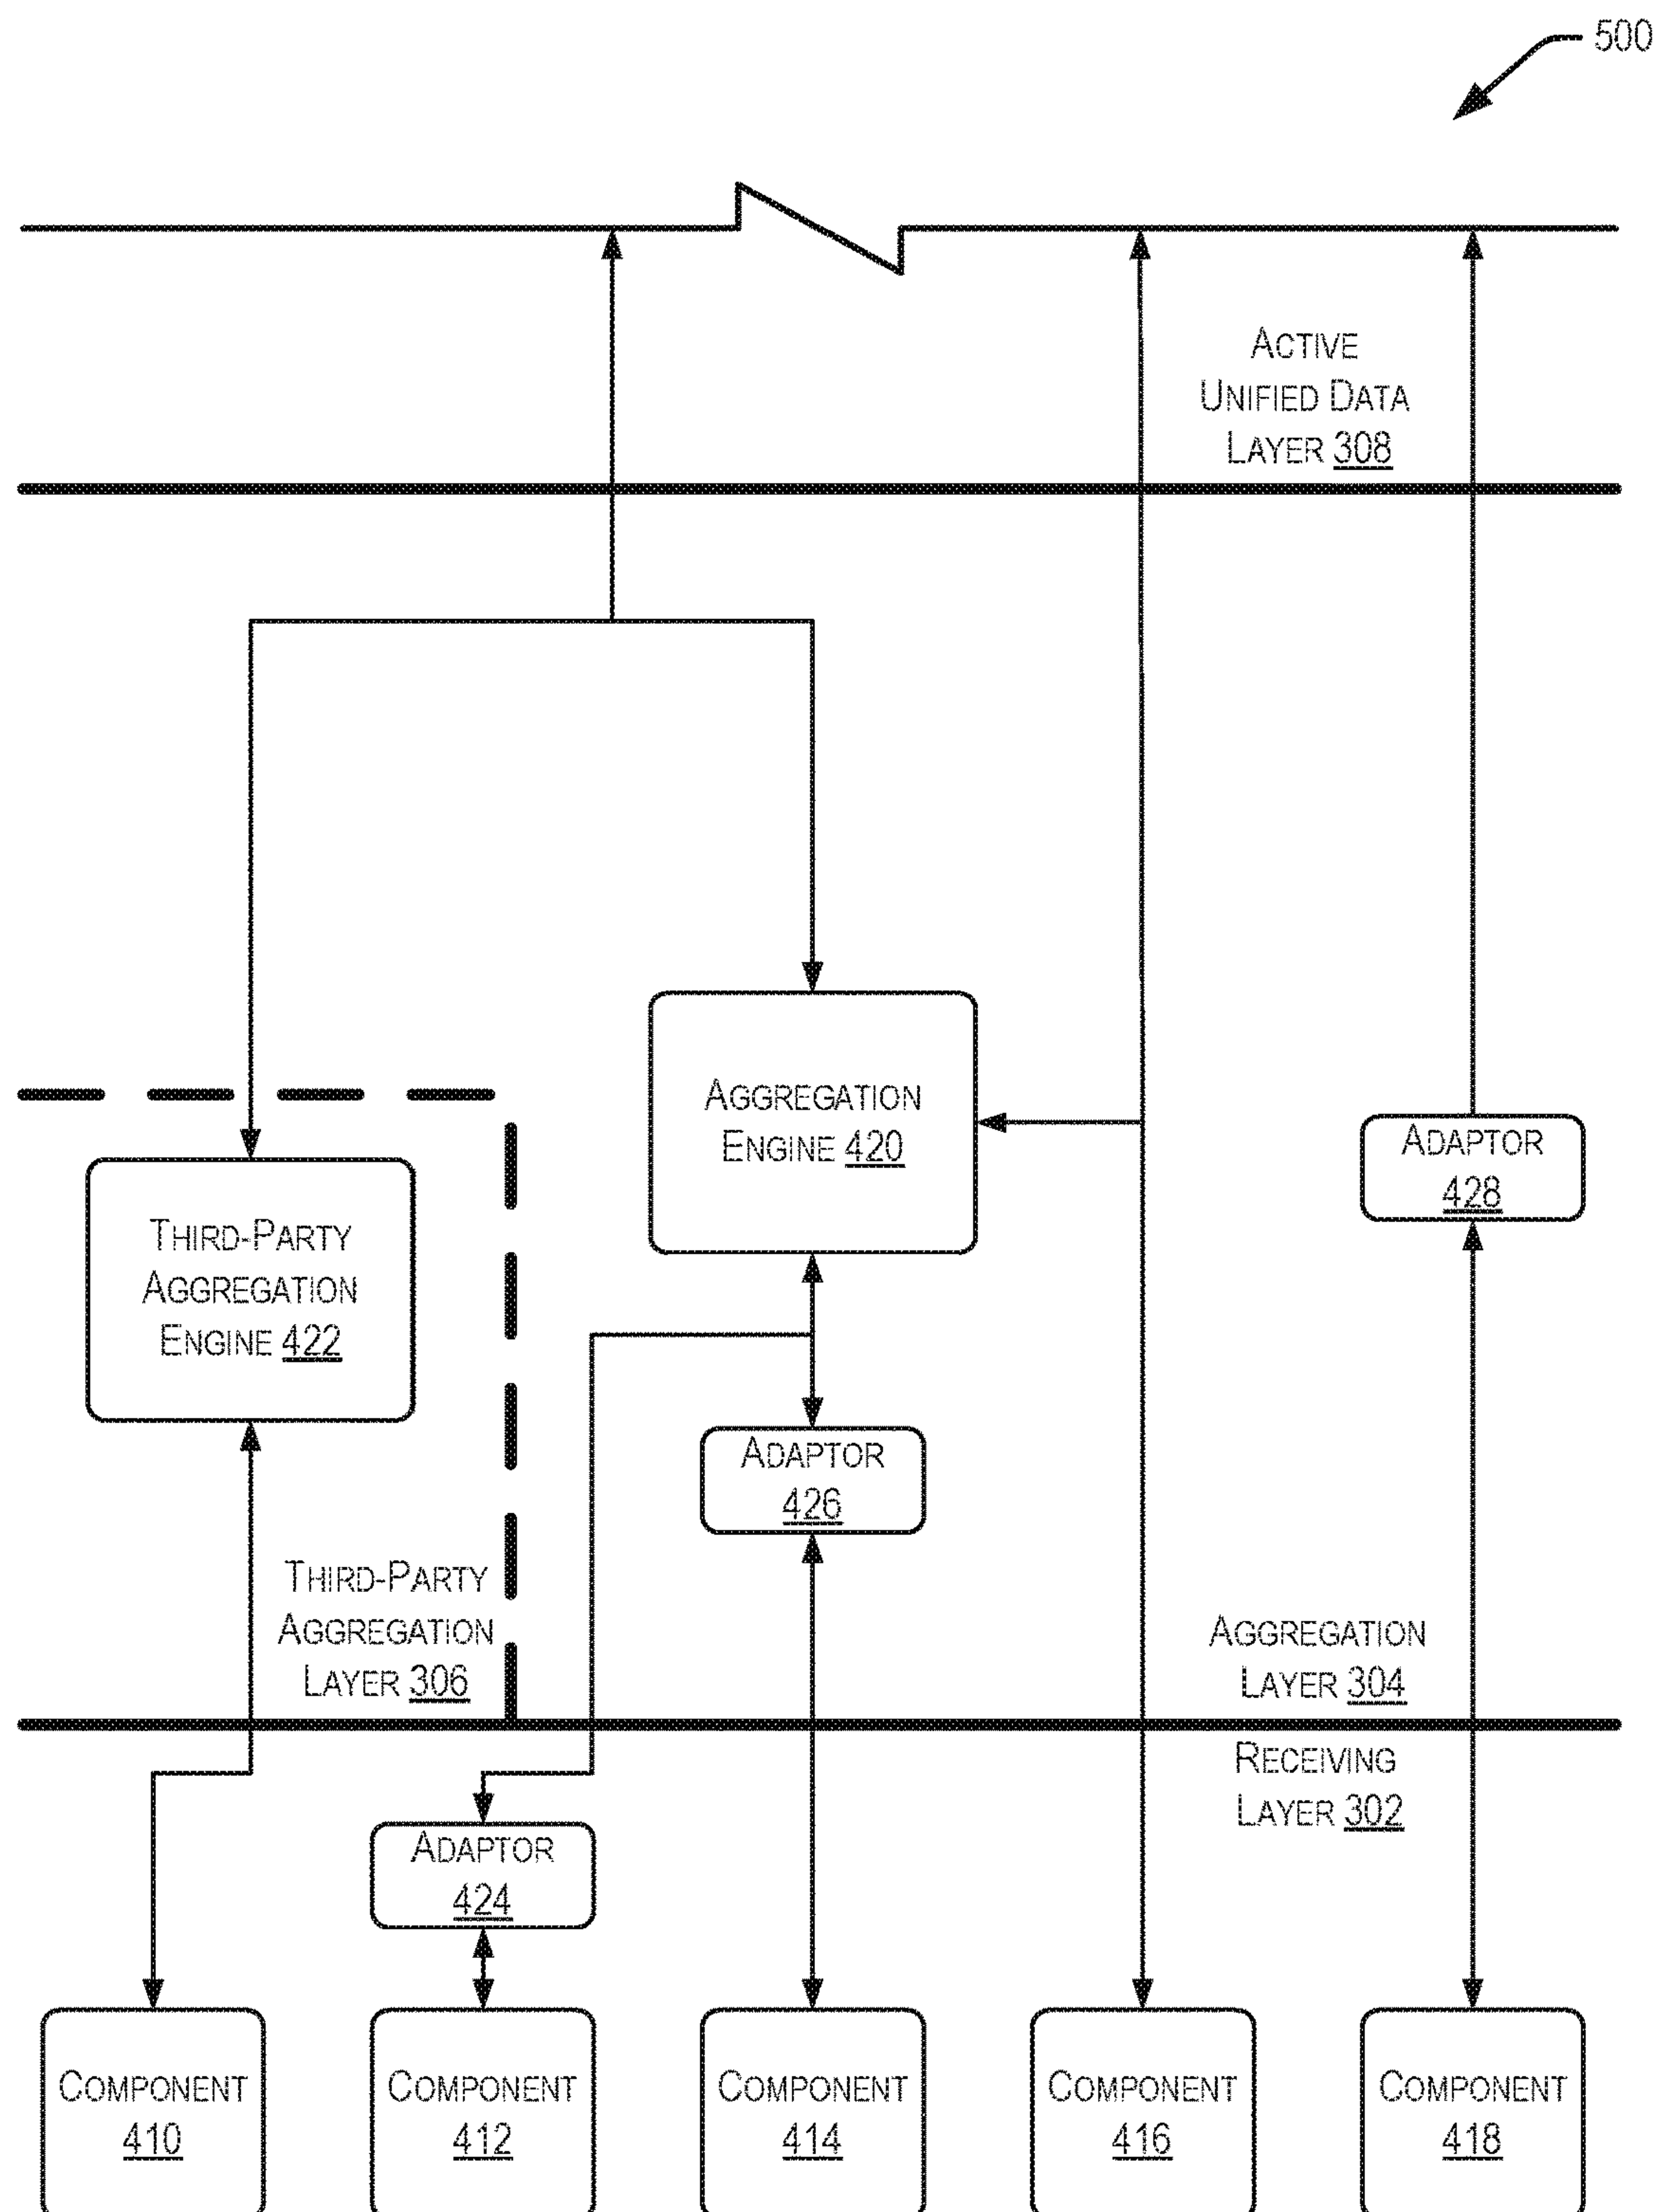 500
ACTIVE
UNIFIED DATA
LAYER 308
AGGREGATION
ENGINE 420
ADAPTOR
428
THIRD-PARTY
AGGREGATION
ENGINE 422
ADAPTOR
426
THIRD-PARTY
AGGREGATION
LAYER 306
AGGREGATION
LAYER 304
RECEIVING
LAYER 302
ADAPTOR
424
COMPONENT
410
COMPONENT
412
COMPONENT
414
COMPONENT
416
COMPONENT
418